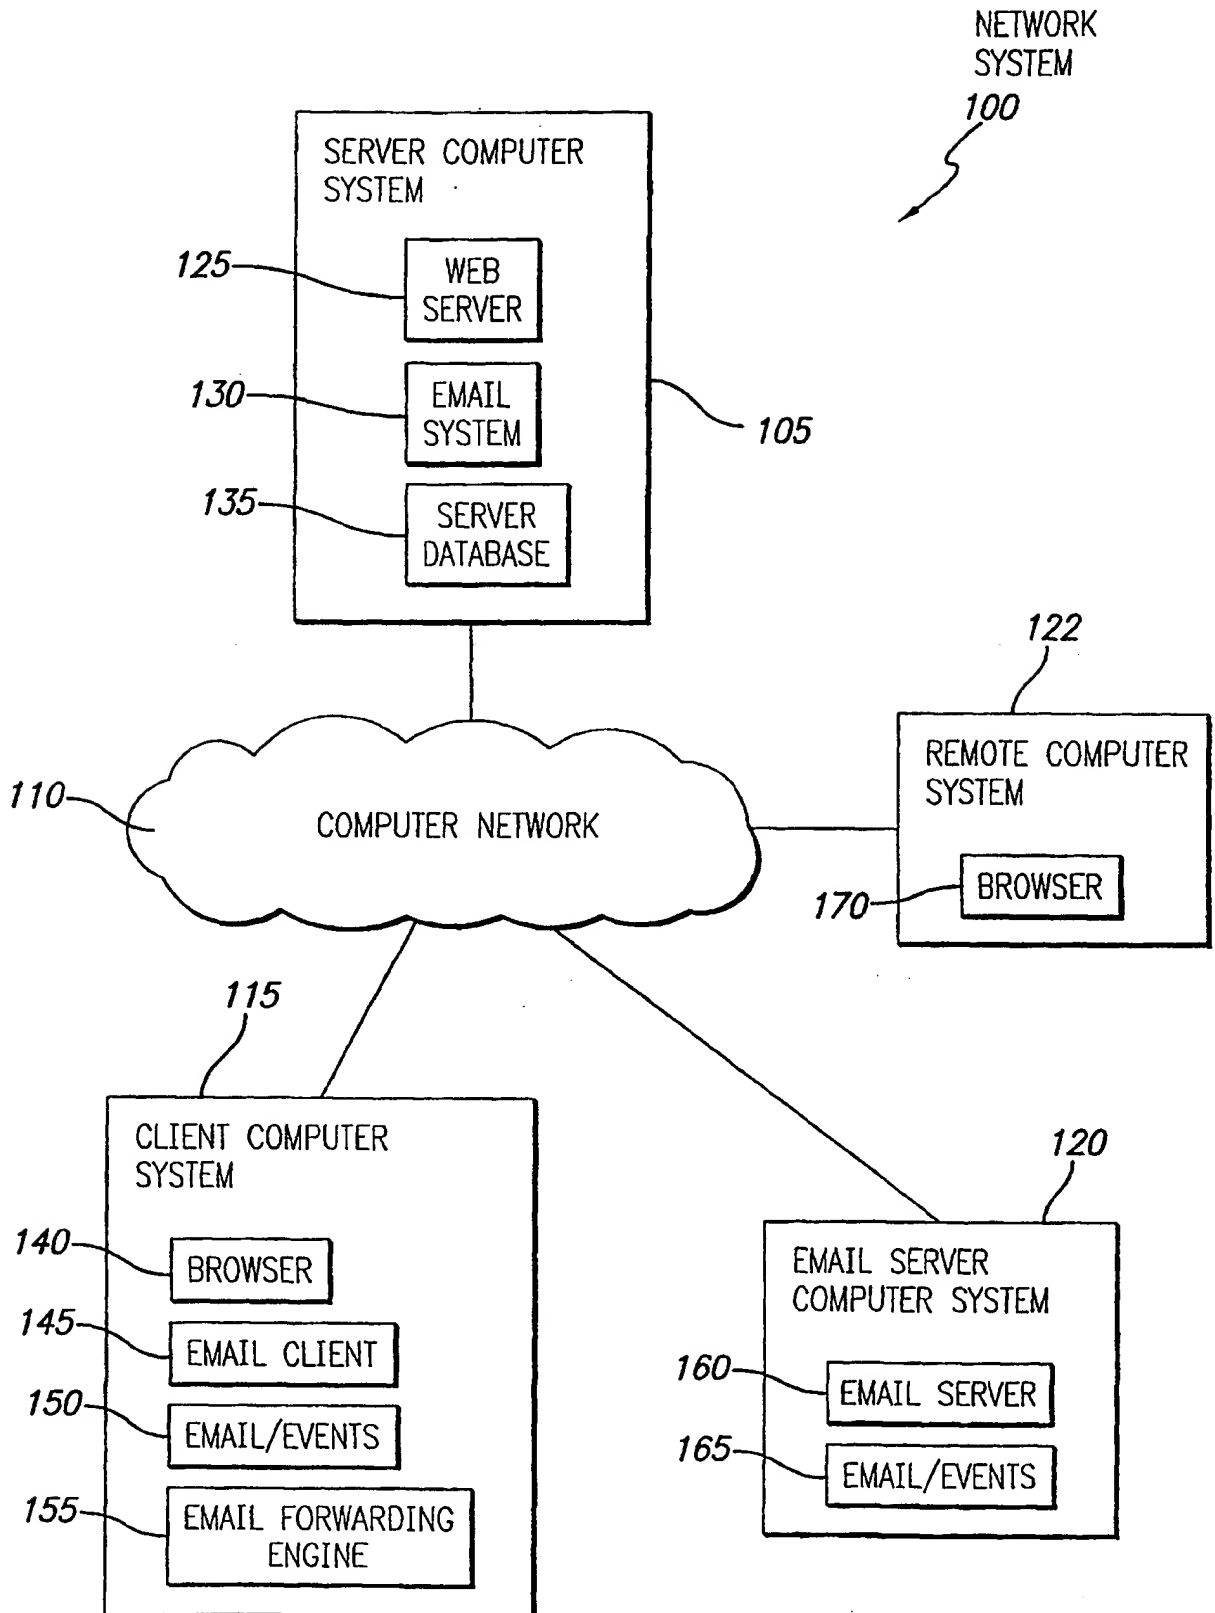 NETWORK
SYSTEM
100
SERVER COMPUTER
SYSTEM
125
WEB
SERVER
130
EMAIL
SYSTEM
105
135
SERVER
DATABASE
122
REMOTE COMPUTER
SYSTEM
110
COMPUTER NETWORK
170
BROWSER
115
CLIENT COMPUTER
SYSTEM
120
140
BROWSER
EMAIL SERVER
COMPUTER SYSTEM
145
EMAIL CLIENT
160
EMAIL SERVER
150
EMAIL/EVENTS
165
EMAIL/EVENTS
155
EMAIL FORWARDING
ENGINE